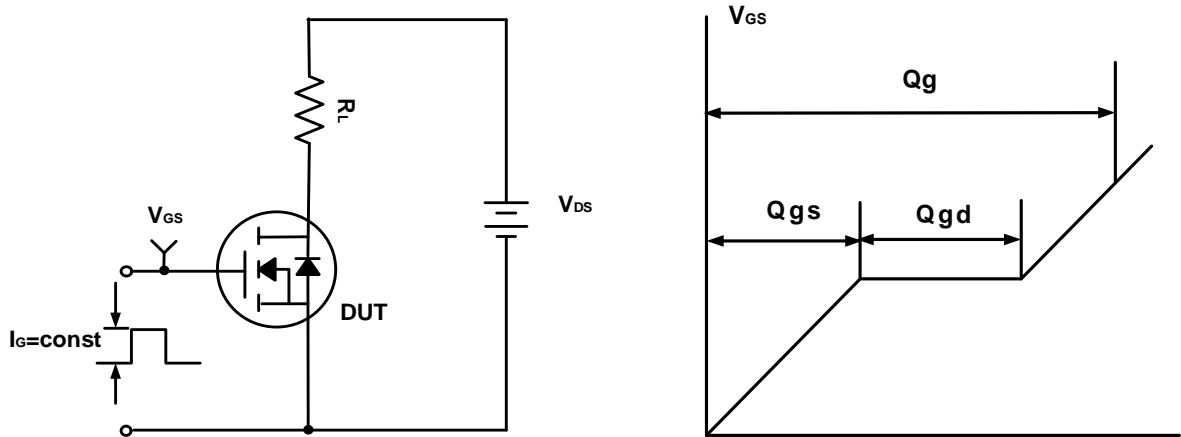 RL
VGS
VDS
DUT
IG=const
VGS
Qg
Qgs
Qgd